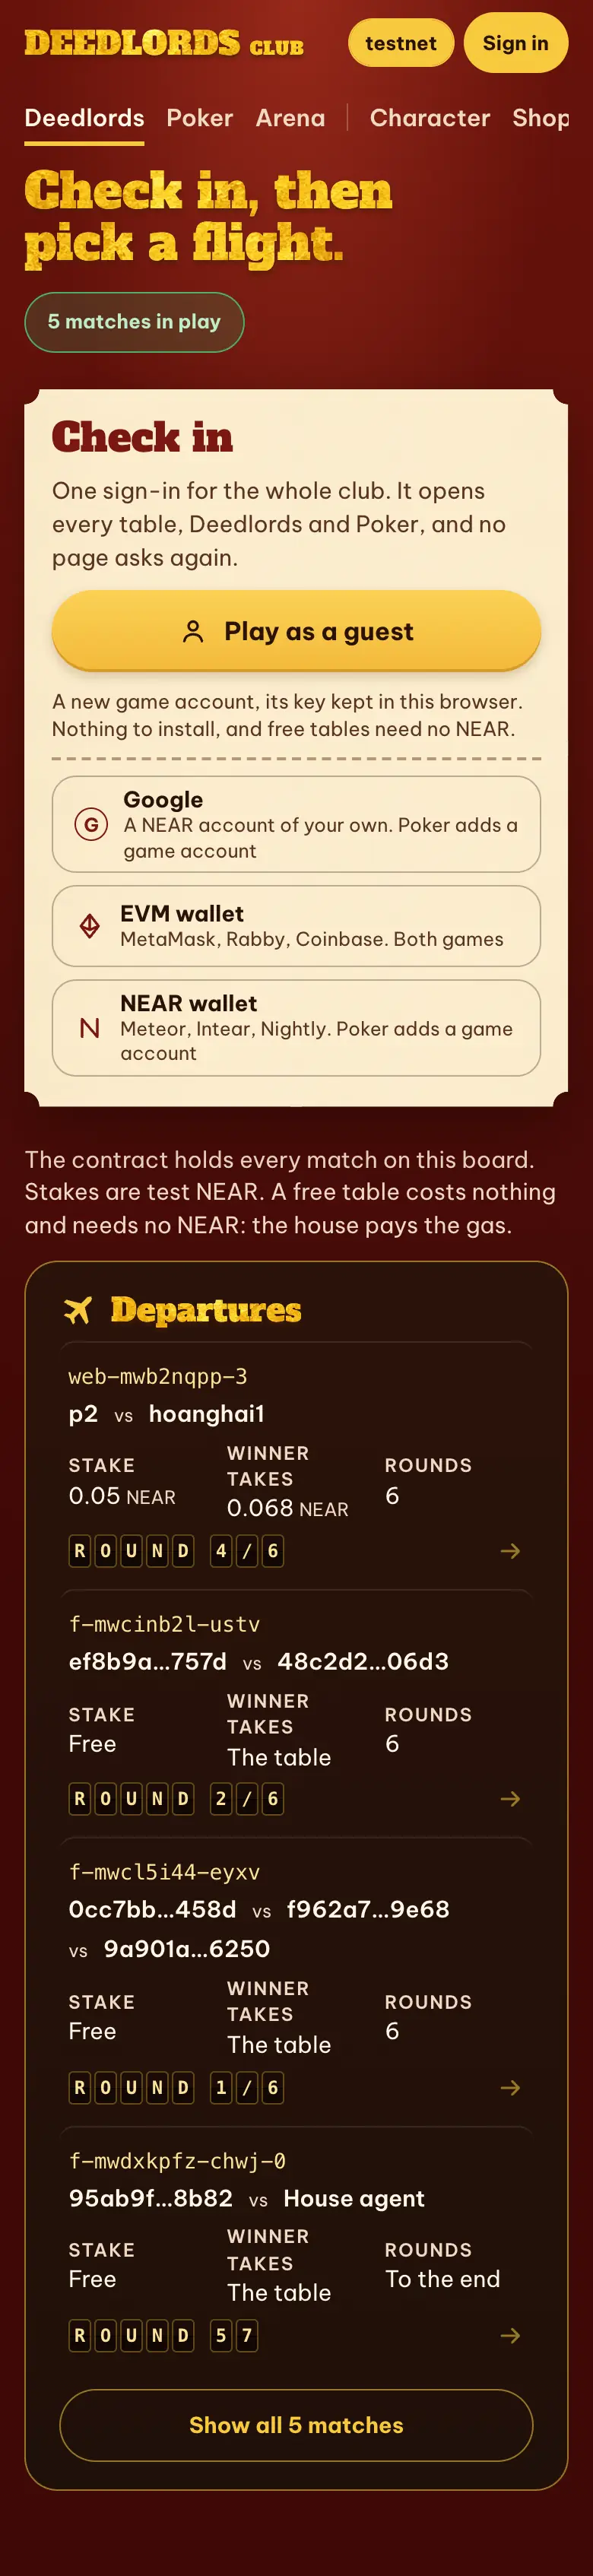 DEEDLORDS CLUB
testnet
Sign in
Deedlords Poker Arena Character Shop
Check in, then
pick a flight.
5 matches in play
Check in
One sign-in for the whole club. It opens
every table, Deedlords and Poker, and no
page asks again.
Play as a guest
A new game account, its key kept in this browser.
Nothing to install, and free tables need no NEAR.
G
Google
A NEAR account of your own. Poker adds a
game account
EVM wallet
MetaMask, Rabby, Coinbase. Both games
N
NEAR wallet
Meteor, Intear, Nightly. Poker adds a game
account
The contract holds every match on this board.
Stakes are test NEAR. A free table costs nothing
and needs no NEAR: the house pays the gas.
Departures
web-mwb2nqpp-3
p2 vs hoanghai1
STAKE
0.05 NEAR
WINNER
TAKES
0.068 NEAR
ROUNDS
6
ROUND 4/6
f-mwcinb2l-ustv
ef8b9a…757d vs 48c2d2…06d3
STAKE
Free
WINNER
TAKES
The table
ROUNDS
6
ROUND 2/6
f-mwcl5i44-eyxv
0cc7bb…458d vs f962a7…9e68
vs 9a901a…6250
STAKE
Free
WINNER
TAKES
The table
ROUNDS
6
ROUND 1/6
f-mwdxkpfz-chwj-0
95ab9f…8b82 vs House agent
STAKE
Free
WINNER
TAKES
The table
ROUNDS
To the end
ROUND 57
Show all 5 matches